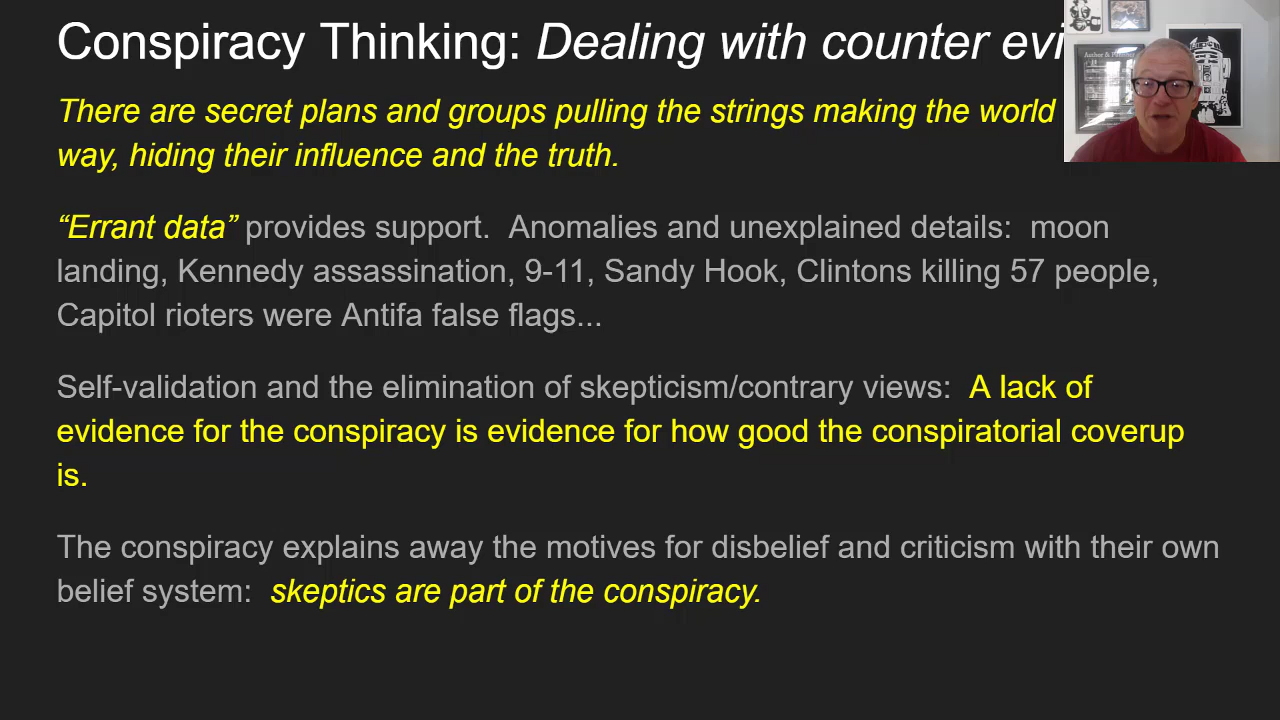 Conspiracy Thinking: Dealing with counter evi
There are secret plans and groups pulling the strings making the world
way, hiding their influence and the truth.
“Errant data” provides support.  Anomalies and unexplained details:  moon
landing, Kennedy assassination, 9-11, Sandy Hook, Clintons killing 57 people,
Capitol rioters were Antifa false flags...
Self-validation and the elimination of skepticism/contrary views:  A lack of
evidence for the conspiracy is evidence for how good the conspiratorial coverup
is.
The conspiracy explains away the motives for disbelief and criticism with their own
belief system:  skeptics are part of the conspiracy.